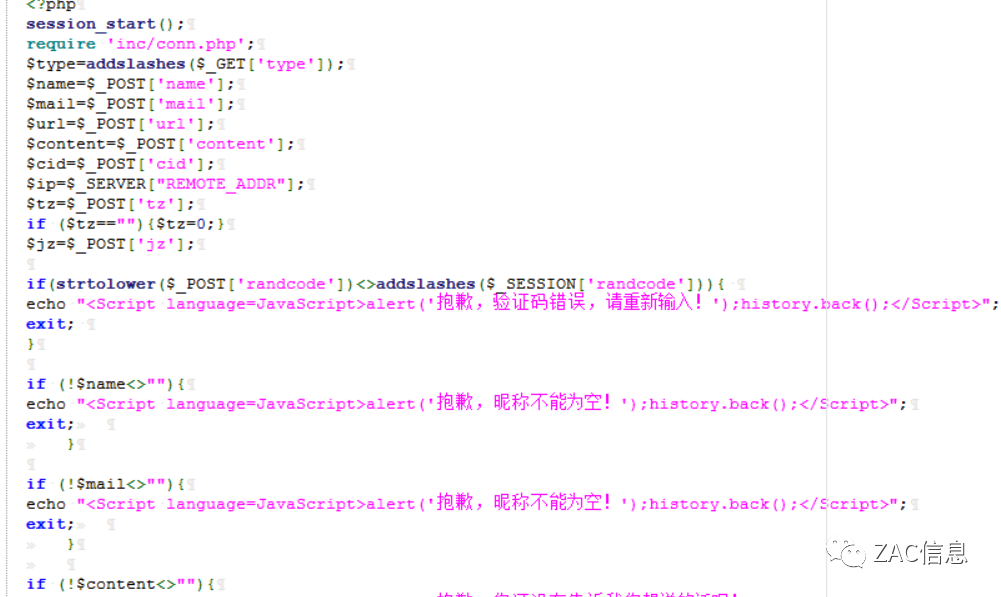 <?php
session_start();
require 'inc/conn.php';
$type=addslashes($_GET['type']);
$name=$_POST['name'];
$mail=$_POST['mail'];
$url=$_POST['url'];
$content=$_POST['content'];
$cid=$_POST['cid'];
$ip=$_SERVER["REMOTE_ADDR"];
$tz=$_POST['tz'];
if ($tz==""){$tz=0;}
$jz=$_POST['jz'];
if(strtolower($_POST['randcode'])<>addslashes($_SESSION['randcode'])){
echo "<Script language=JavaScript>alert('抱歉，验证码错误，请重新输入！');history.back();</Script>";
exit;
}
if (!$name<>""){
echo "<Script language=JavaScript>alert('抱歉，昵称不能为空！');history.back();</Script>";
exit;
}
if (!$mail<>""){
echo "<Script language=JavaScript>alert('抱歉，昵称不能为空！');history.back();</Script>";
exit;
}
if (!$content<>""){
ZAC信息